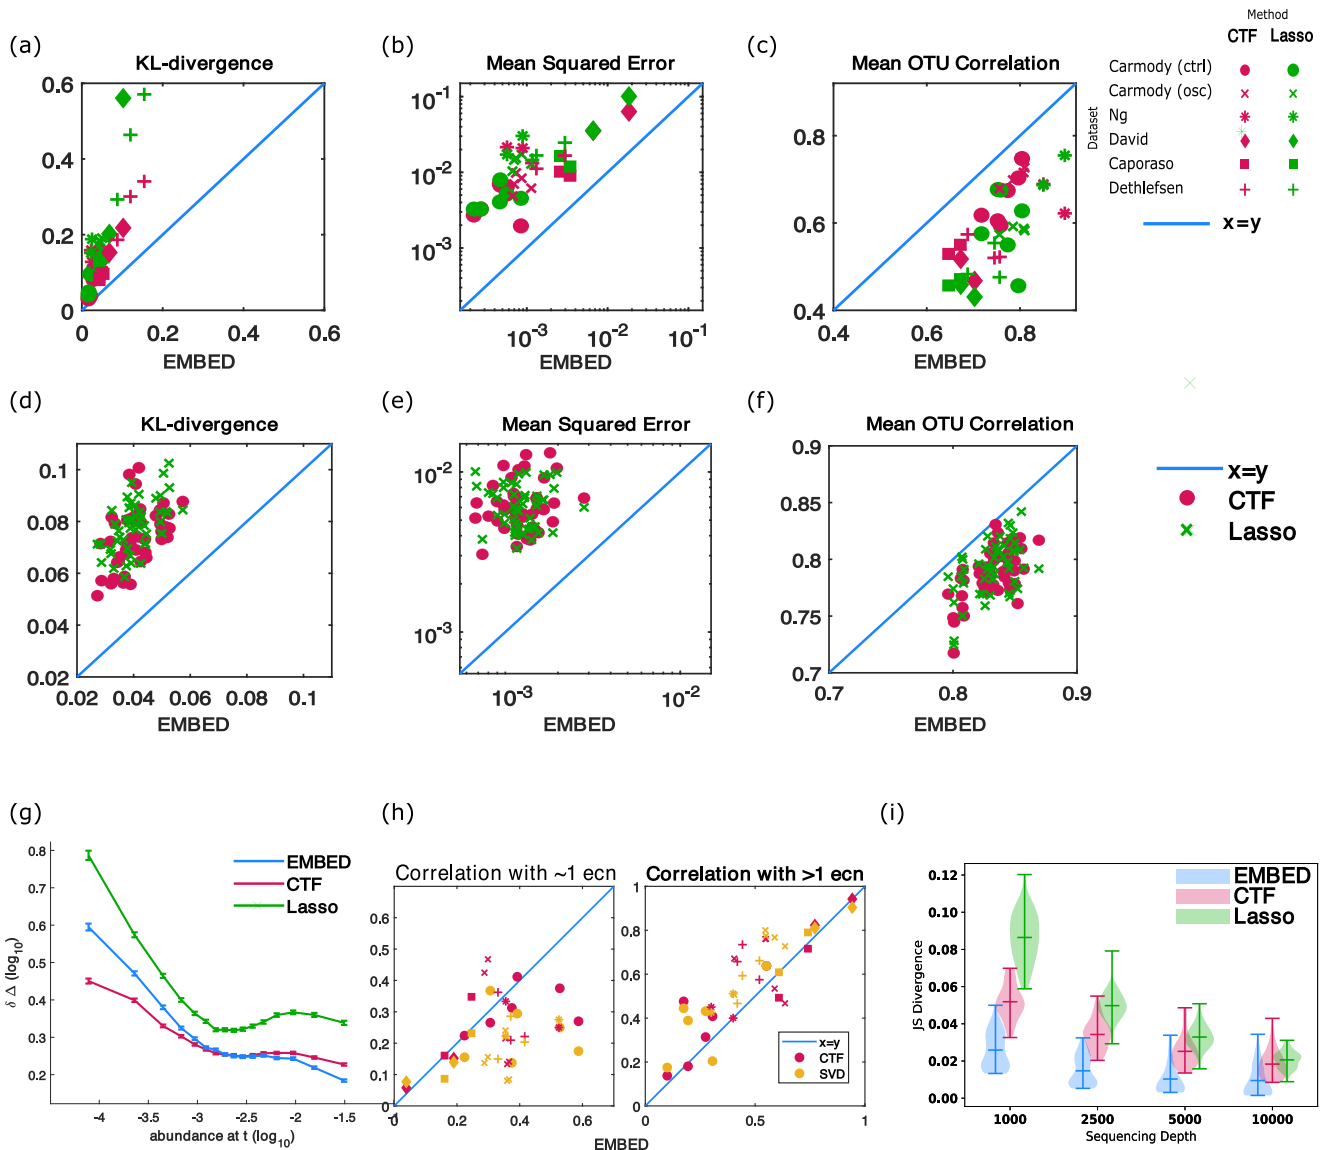 (a)
KL-divergence
0.6
0.4
0.2
0
0
0.2
0.4
0.6
EMBED
(b)
Mean Squared Error
10-1
10-2
10-3
10-3
10-2
10-1
EMBED
(c)
Mean OTU Correlation
0.8
0.6
0.4
0.4
0.6
0.8
EMBED
Method
CTF Lasso
Dataset
Carmody (ctrl)
Carmody (osc)
Ng
David
Caporaso
Dethlefsen
x=y
(d)
KL-divergence
0.1
0.08
0.06
0.04
0.02
0.02
0.04
0.06
0.08
0.1
EMBED
(e)
Mean Squared Error
10-2
10-3
10-3
10-2
EMBED
(f)
Mean OTU Correlation
0.9
0.85
0.8
0.75
0.7
0.7
0.8
0.9
EMBED
x=y
CTF
Lasso
(g)
δ Δ (log10)
0.8
0.7
0.6
0.5
0.4
0.3
0.2
EMBED
CTF
Lasso
-4
-3.5
-3
-2.5
-2
-1.5
abundance at t (log10)
(h)
Correlation with ~1 ecn
0.6
0.5
0.4
0.3
0.2
0.1
0
0
0.2
0.4
0.6
Correlation with >1 ecn
1
0.8
0.6
0.4
0.2
0
0
0.5
1
x=y
CTF
SVD
EMBED
(i)
JS Divergence
0.12
0.10
0.08
0.06
0.04
0.02
0.00
EMBED
CTF
Lasso
1000
2500
5000
10000
Sequencing Depth